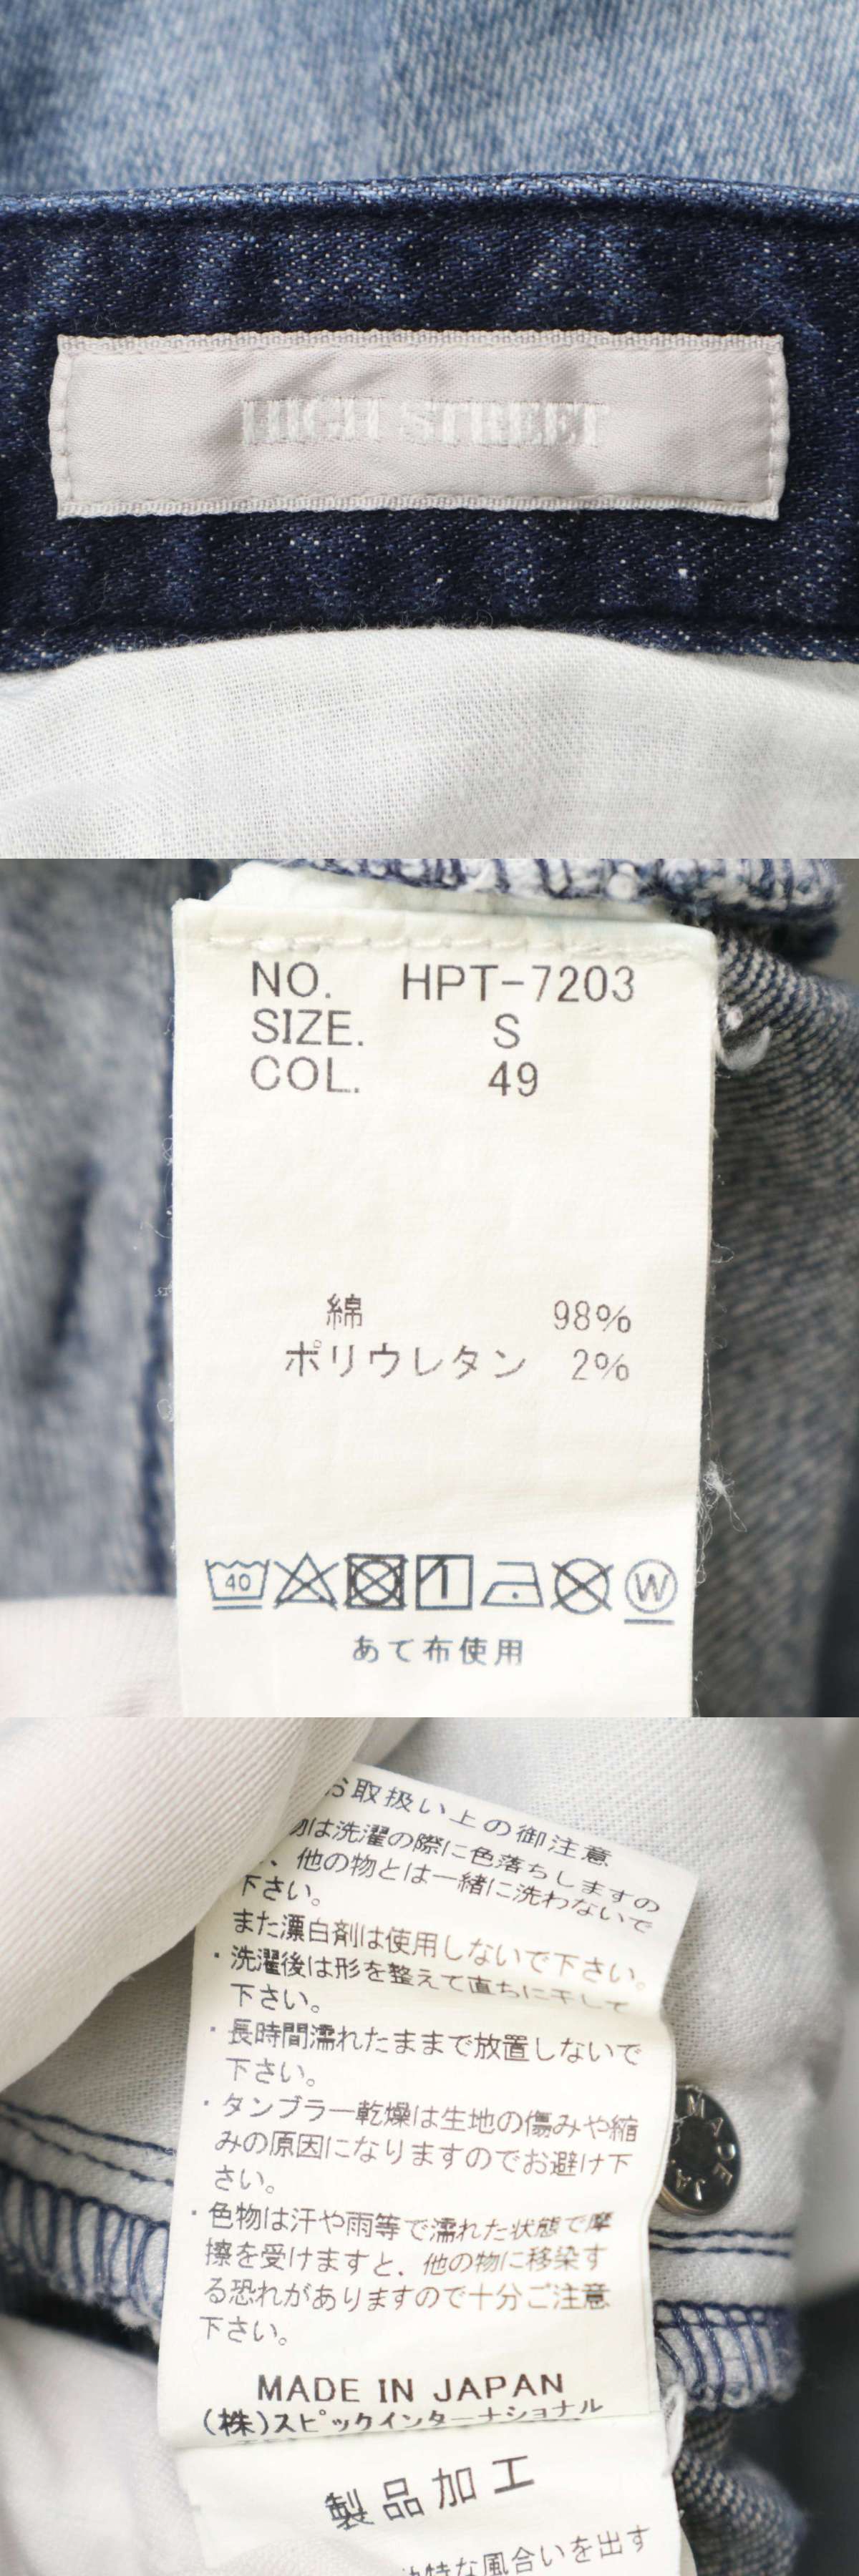 HIGH STREET
NO. HPT-7203
SIZE. S
COL. 49
綿 98%
ポリウレタン 2%
40
W
あて布使用
お取扱い上の御注意
物は洗濯の際に色落ちしますの
、他の物とは一緒に洗わないで
下さい。
また漂白剤は使用しないで下さい。
・洗濯後は形を整えて直ちに干して
下さい。
・長時間濡れたままで放置しないで
下さい。
・タンブラー乾燥は生地の傷みや縮
みの原因になりますのでお避け下
さい。
・色物は汗や雨等で濡れた状態で摩
擦を受けますと、他の物に移染す
る恐れがありますので十分ご注意
下さい。
MADE JA
MADE IN JAPAN
(株)スピックインターナショナル
製品加工
特な風合いを出す